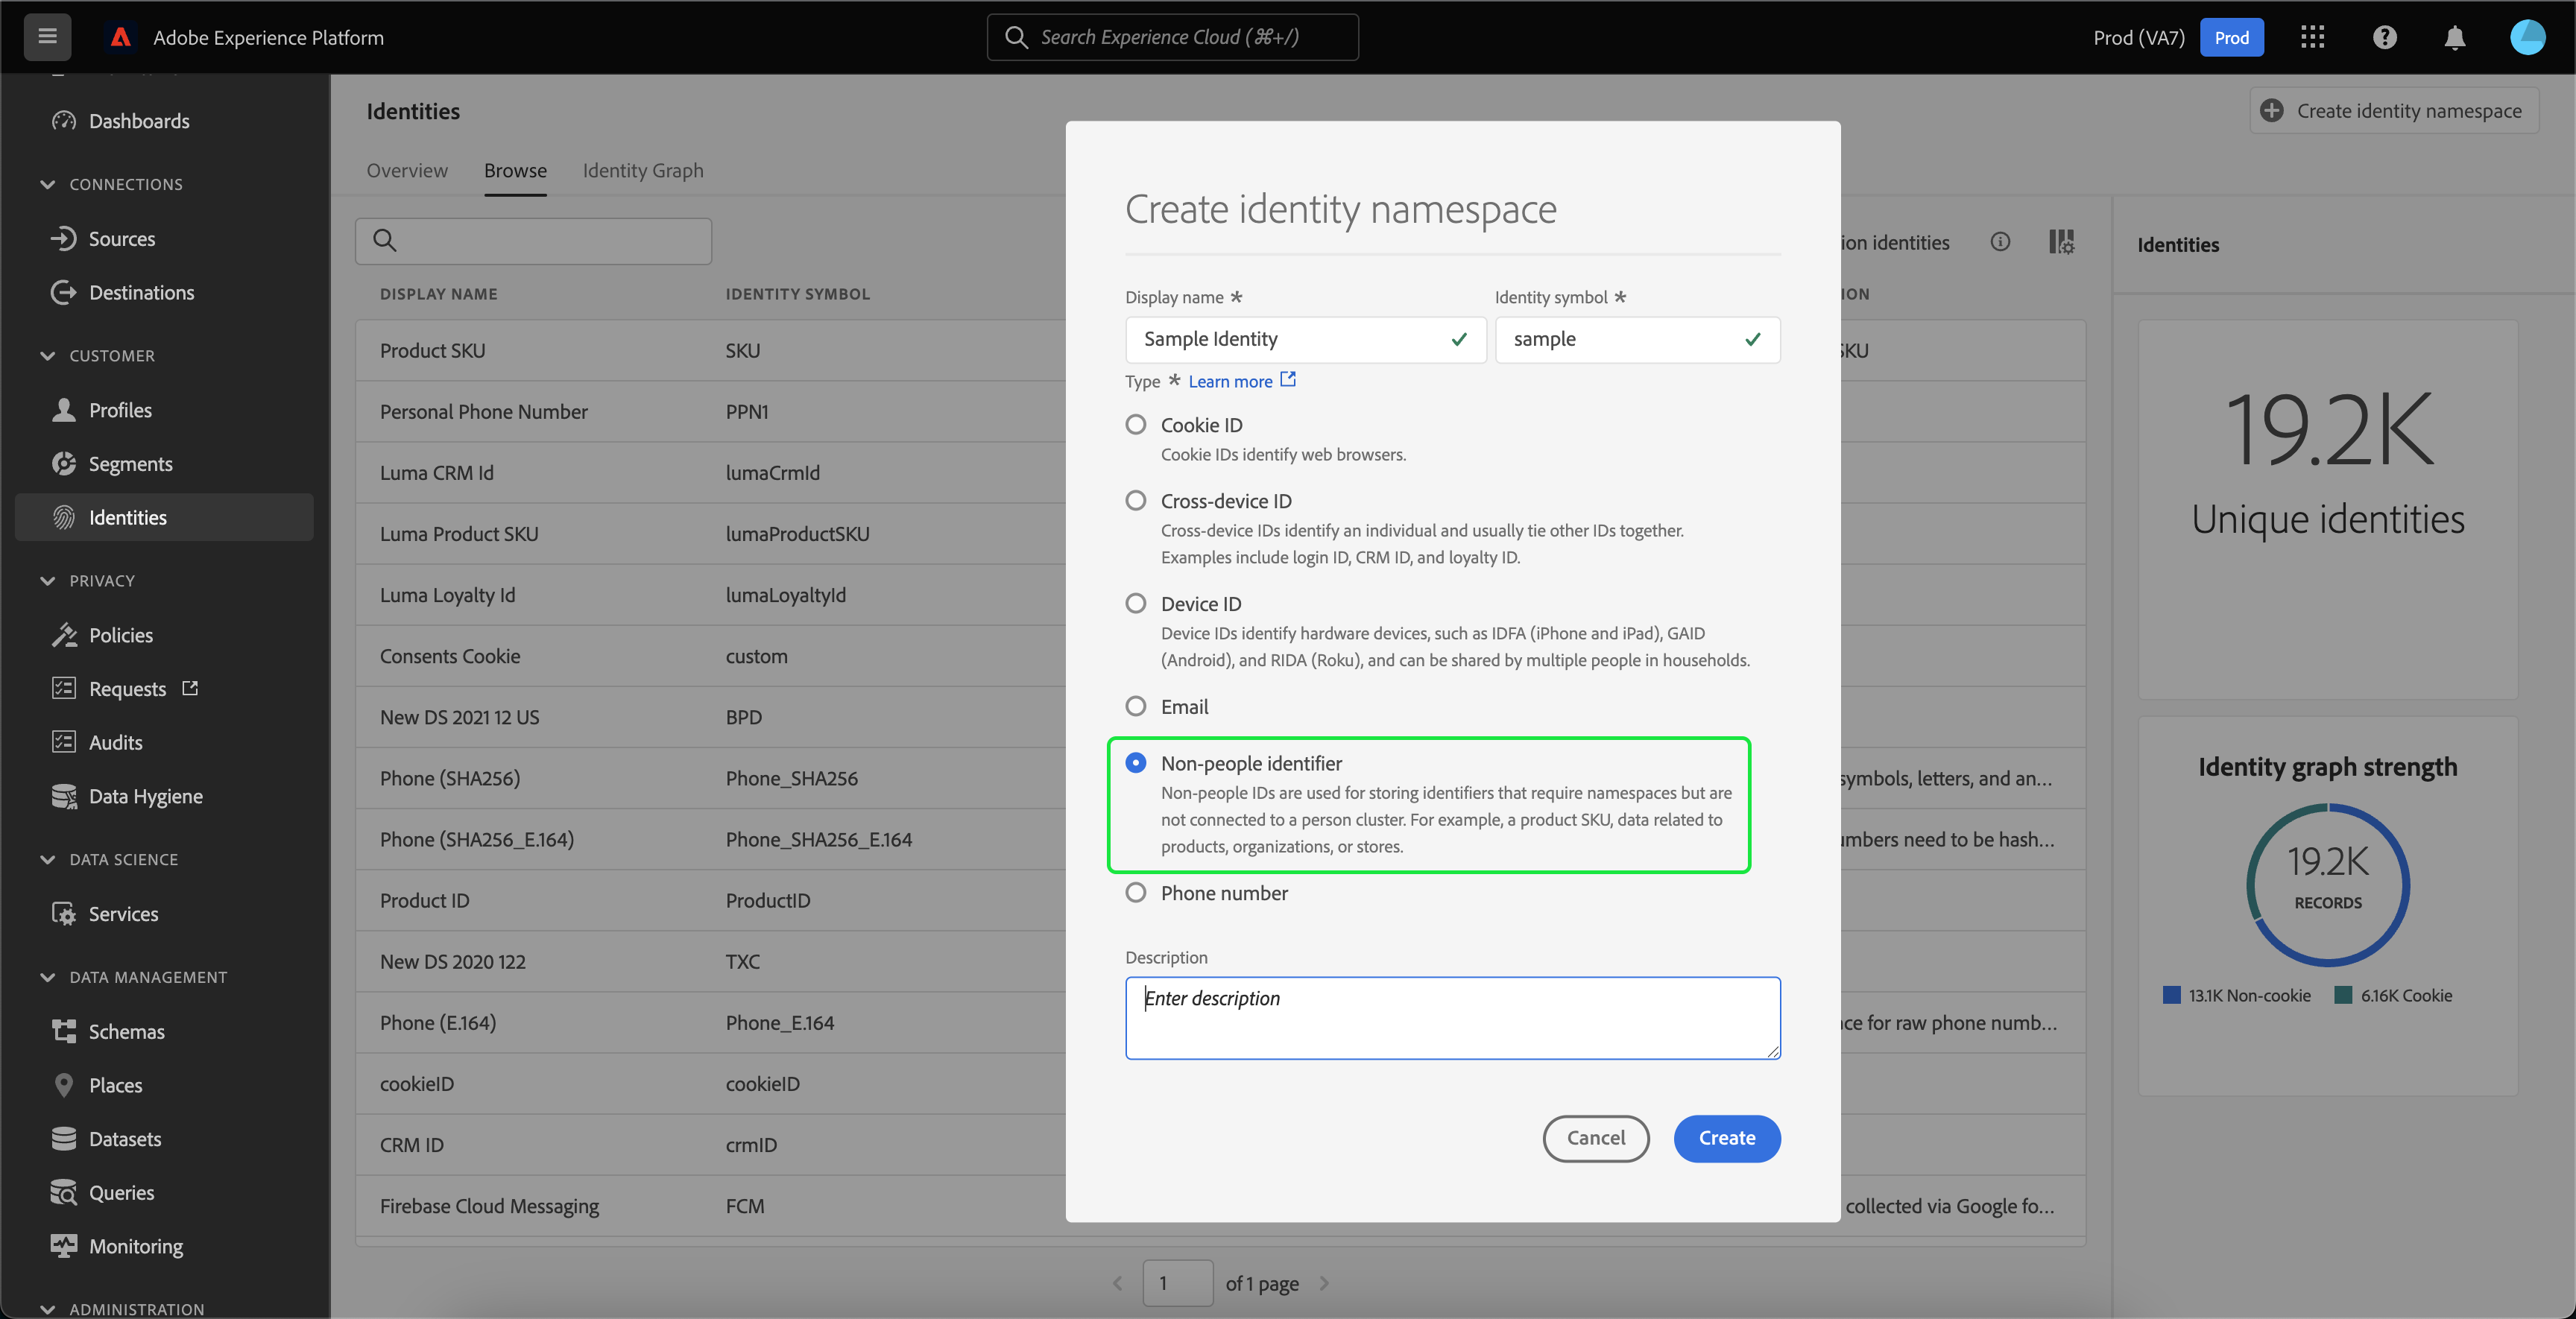 Adobe Experience Platform
Search Experience Cloud (⌘+/)
Prod (VA7)
Prod
Dashboards
CONNECTIONS
Sources
Destinations
CUSTOMER
Profiles
Segments
Identities
PRIVACY
Policies
Requests
Audits
Data Hygiene
DATA SCIENCE
Services
DATA MANAGEMENT
Schemas
Places
Datasets
Queries
Monitoring
ADMINISTRATION
Identities
Create identity namespace
Overview Browse Identity Graph
ion identities
DISPLAY NAME IDENTITY SYMBOL ION
Product SKU SKU SKU
Personal Phone Number PPN1
Luma CRM Id lumaCrmId
Luma Product SKU lumaProductSKU
Luma Loyalty Id lumaLoyaltyId
Consents Cookie custom
New DS 2021 12 US BPD
Phone (SHA256) Phone_SHA256 symbols, letters, and an...
Phone (SHA256_E.164) Phone_SHA256_E.164 umbers need to be hash...
Product ID ProductID
New DS 2020 122 TXC
Phone (E.164) Phone_E.164 ce for raw phone numb...
cookieID cookieID
CRM ID crmID
Firebase Cloud Messaging FCM collected via Google fo...
1 of 1 page
Create identity namespace
Display name * Identity symbol *
Sample Identity sample
Type * Learn more
Cookie ID
Cookie IDs identify web browsers.
Cross-device ID
Cross-device IDs identify an individual and usually tie other IDs together.
Examples include login ID, CRM ID, and loyalty ID.
Device ID
Device IDs identify hardware devices, such as IDFA (iPhone and iPad), GAID
(Android), and RIDA (Roku), and can be shared by multiple people in households.
Email
Non-people identifier
Non-people IDs are used for storing identifiers that require namespaces but are
not connected to a person cluster. For example, a product SKU, data related to
products, organizations, or stores.
Phone number
Description
Enter description
Cancel Create
Identities
19.2K
Unique identities
Identity graph strength
19.2K
RECORDS
13.1K Non-cookie 6.16K Cookie